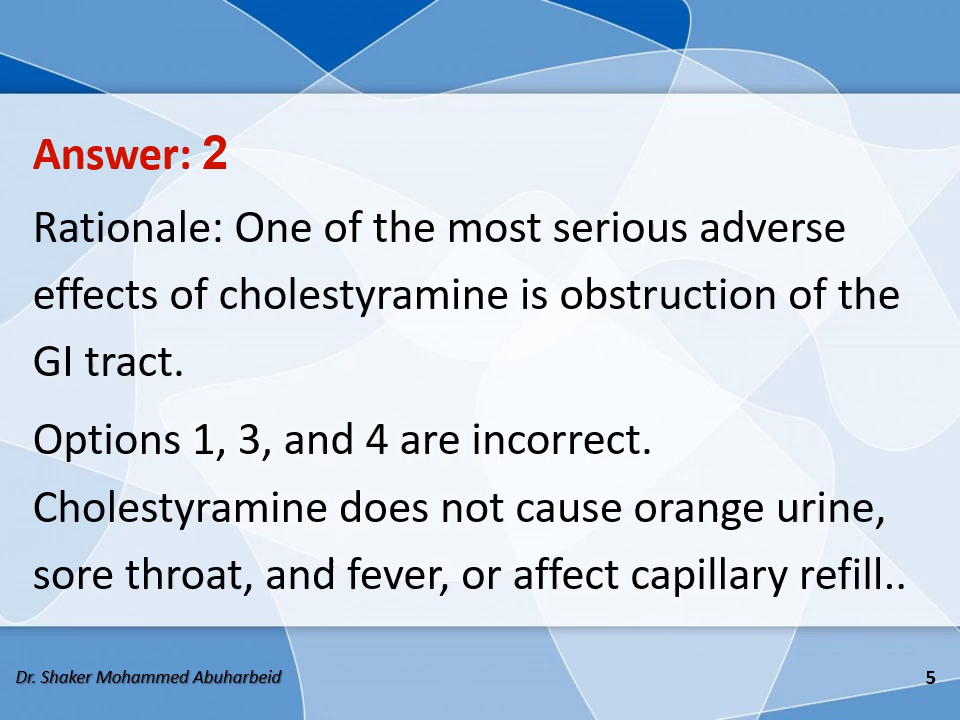 Answer: 2
Rationale: One of the most serious adverse
effects of cholestyramine is obstruction of the
GI tract.
Options 1, 3, and 4 are incorrect.
Cholestyramine does not cause orange urine,
sore throat, and fever, or affect capillary refill..
Dr. Shaker Mohammed Abuharbeid
5